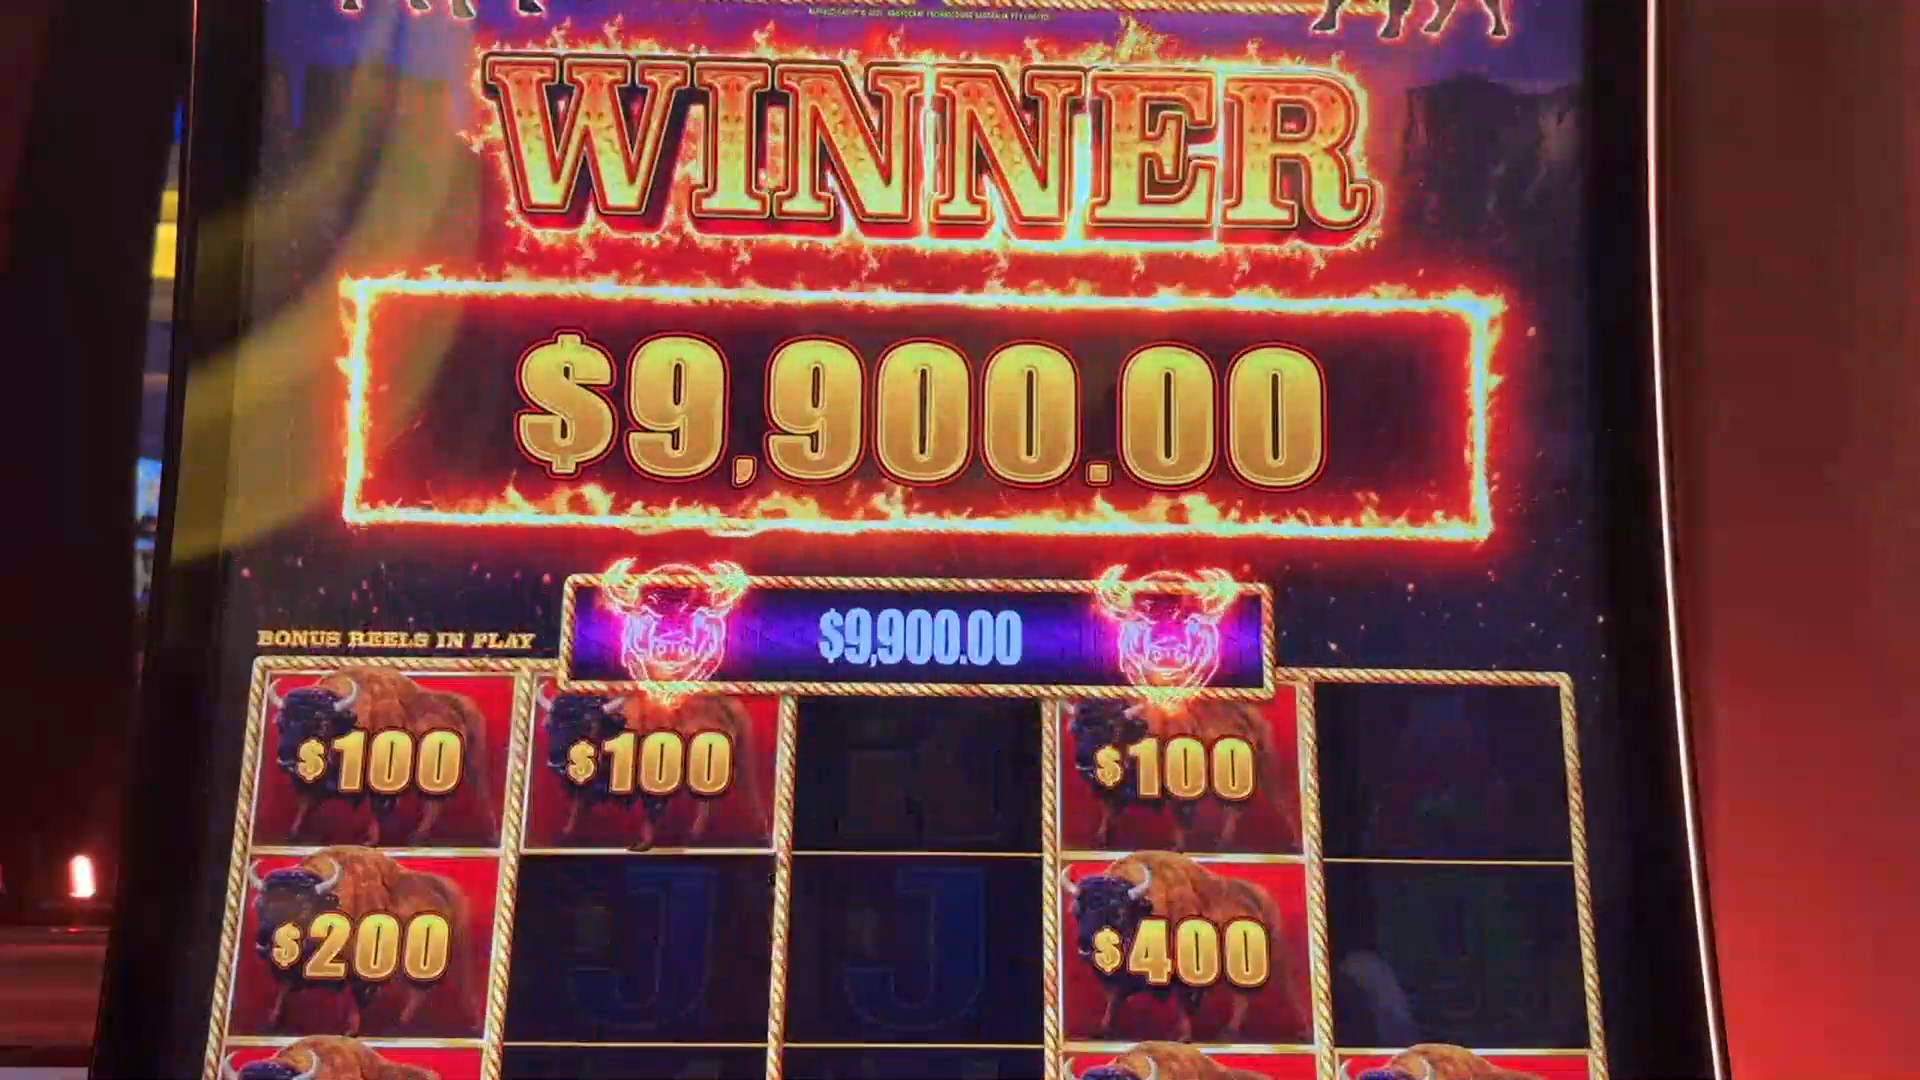 WINNER
$9,900.00
$9,900.00
BONUS REELS IN PLAY
$100 $100 $100
J J
$200 $400